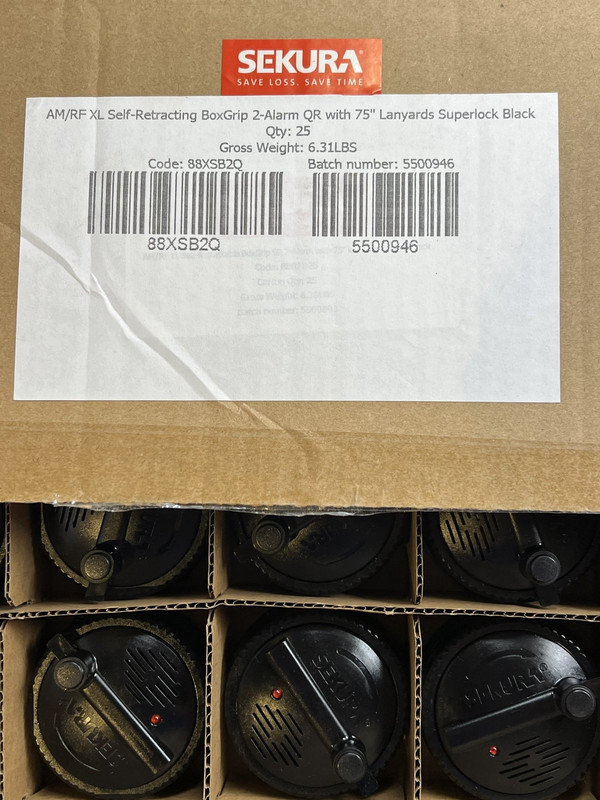 SEKURA®
SAVE LOSS. SAVE TIME
AM/RF XL Self-Retracting BoxGrip 2-Alarm QR with 75" Lanyards Superlock Black
Qty: 25
Gross Weight: 6.31LBS
Code: 88XSB2Q Batch number: 5500946
88XSB2Q 5500946
SEKURA
SEKURA®